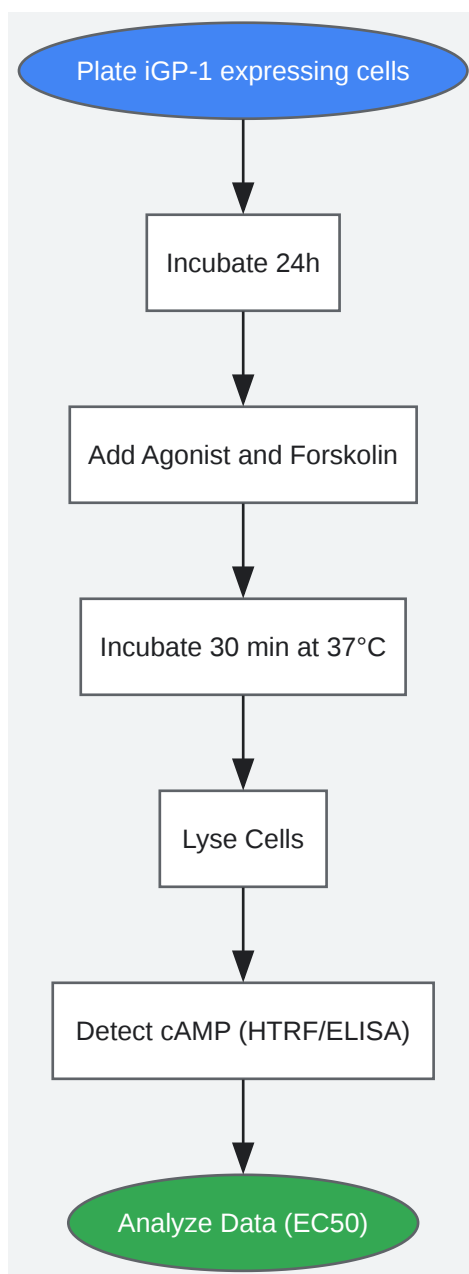 Plate iGP-1 expressing cells
Incubate 24h
Add Agonist and Forskolin
Incubate 30 min at 37°C
Lyse Cells
Detect cAMP (HTRF/ELISA)
Analyze Data (EC50)